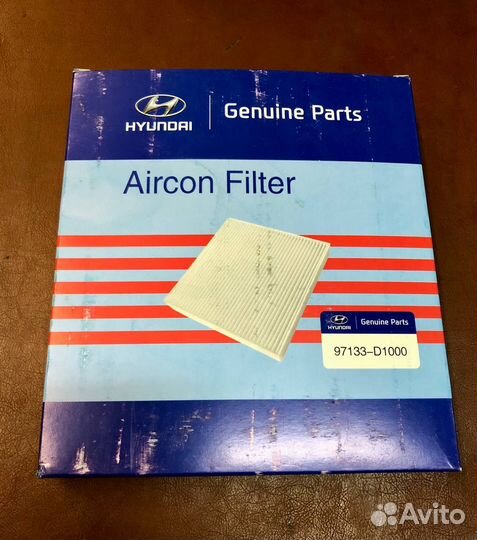 HYUNDAI
Genuine Parts
Aircon Filter
HYUNDAI
Genuine Parts
97133-D1000
Avito